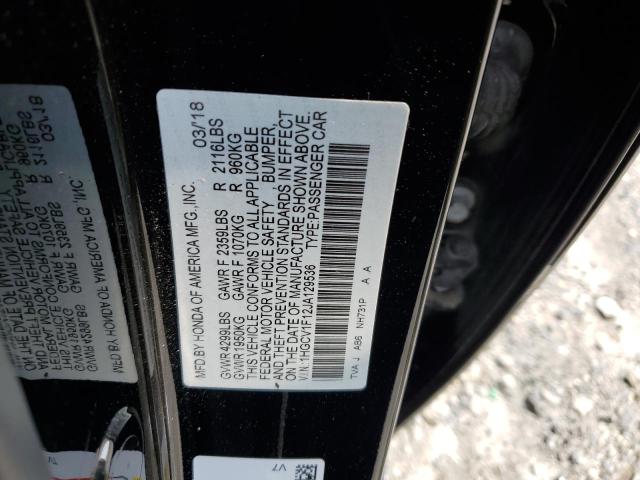 MFD BY HONDA OF AMERICA MFG.,INC. 03/18
GVWR 4299LBS GAWR F 2359LBS R 2116LBS
GVWR 1950KG GAWR F 1070KG R 960KG
THIS VEHICLE CONFORMS TO ALL APPLICABLE
FEDERAL MOTOR VEHICLE SAFETY , BUMPER,
AND THEFT PREVENTION STANDARDS IN EFFECT
ON THE DATE OF MANUFACTURE SHOWN ABOVE.
V.I.N:1HGCV1F12JA129536 TYPE:PASSENGER CAR
TVA J AB6 NH731P A A
V7